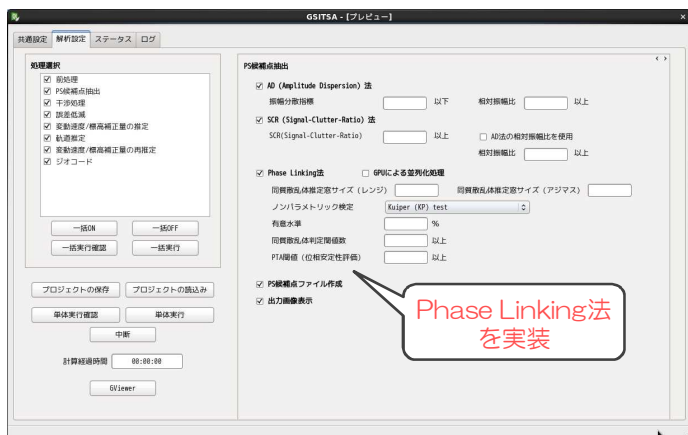 GSITSA - [プレビュー]
共通設定 解析設定 ステータス ログ
処理選択
前処理
PS候補点抽出
干渉処理
誤差低減
変動速度/標高補正量の推定
軌道推定
変動速度/標高補正量の再推定
ジオコード
一括ON 一括OFF
一括実行確認 一括実行
プロジェクトの保存 プロジェクトの読込み
単体実行確認 単体実行
中断
計算経過時間 00:00:00
GViewer
PS候補点抽出
AD (Amplitude Dispersion) 法
振幅分散指標 以下 相対振幅比 以上
SCR (Signal-Clutter-Ratio) 法
SCR(Signal-Clutter-Ratio) 以上 AD法の相対振幅比を使用
相対振幅比 以上
Phase Linking法 GPUによる並列化処理
同質散乱体推定窓サイズ (レンジ) 同質散乱体推定窓サイズ (アジマス)
ノンパラメトリック検定 Kuiper (KP) test
有意水準 %
同質散乱体判定閾値数 以上
PTA閾値 (位相安定性評価) 以上
PS候補点ファイル作成
出力画像表示
Phase Linking法
を実装